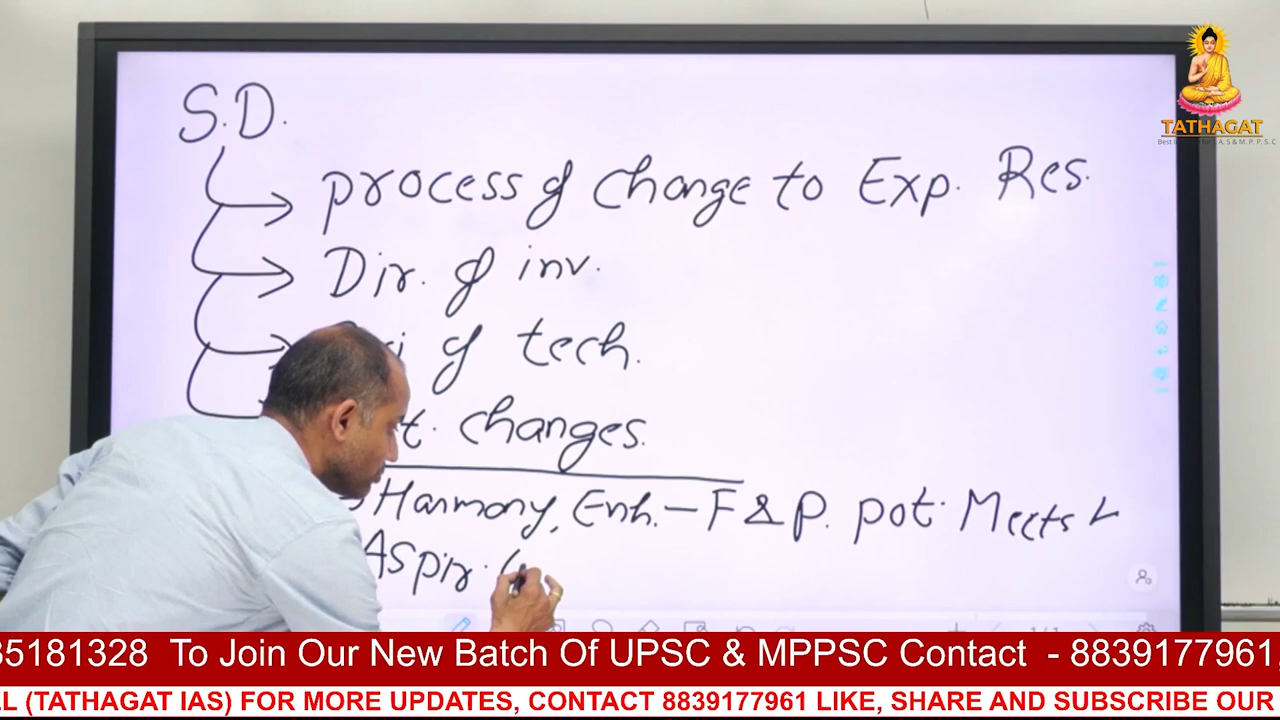 S.D.
process of change to Exp. Res.
Dir. of inv.
of tech.
t. changes.
Harmony, Enh. – F & P. pot. Meets
Aspir.
TATHAGAT
35181328 To Join Our New Batch Of UPSC & MPPSC Contact - 8839177961
EL (TATHAGAT IAS) FOR MORE UPDATES, CONTACT 8839177961 LIKE, SHARE AND SUBSCRIBE OUR